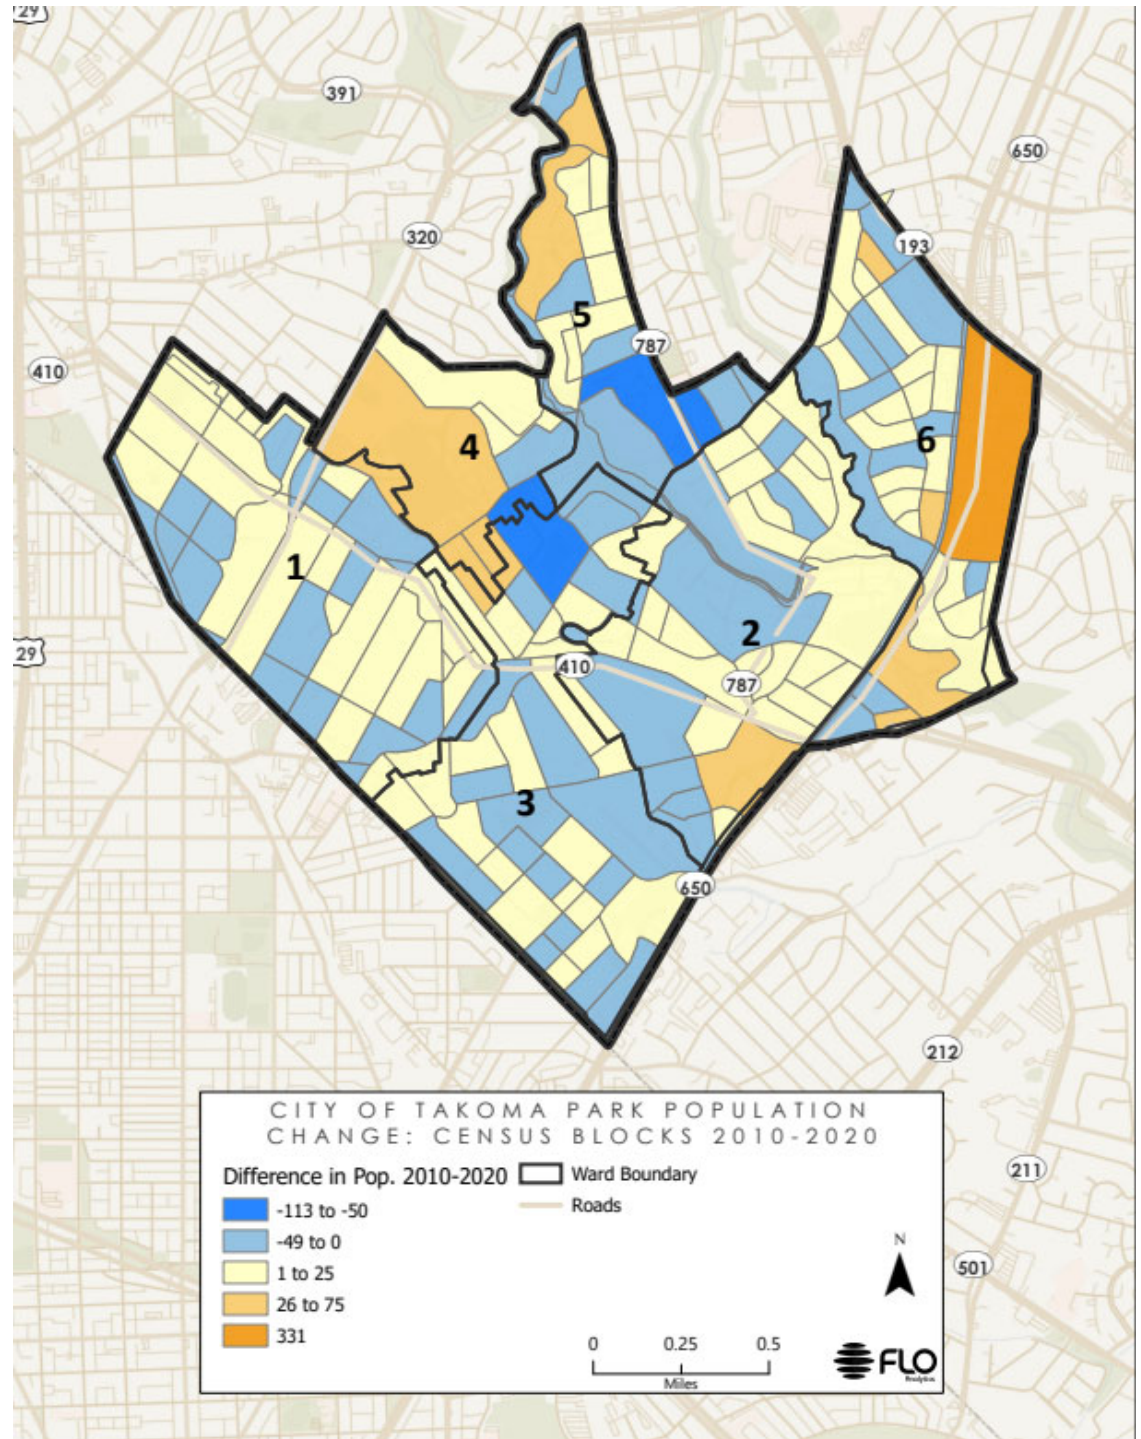 29
391
650
320
193
5
787
410
4
6
1
29
2
410
787
3
650
212
CITY OF TAKOMA PARK POPULATION
CHANGE: CENSUS BLOCKS 2010-2020
Difference in Pop. 2010-2020
Ward Boundary
-113 to -50
Roads
-49 to 0
1 to 25
26 to 75
331
211
N
501
0 0.25 0.5
Miles
FLO
Analytics